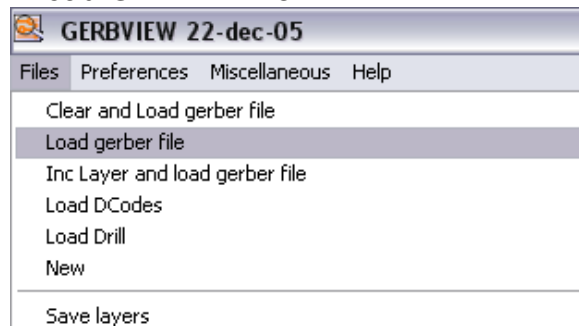 GERBVIEW 22-dec-05
Files Preferences Miscellaneous Help
Clear and Load gerber file
Load gerber file
Inc Layer and load gerber file
Load DCodes
Load Drill
New
Save layers